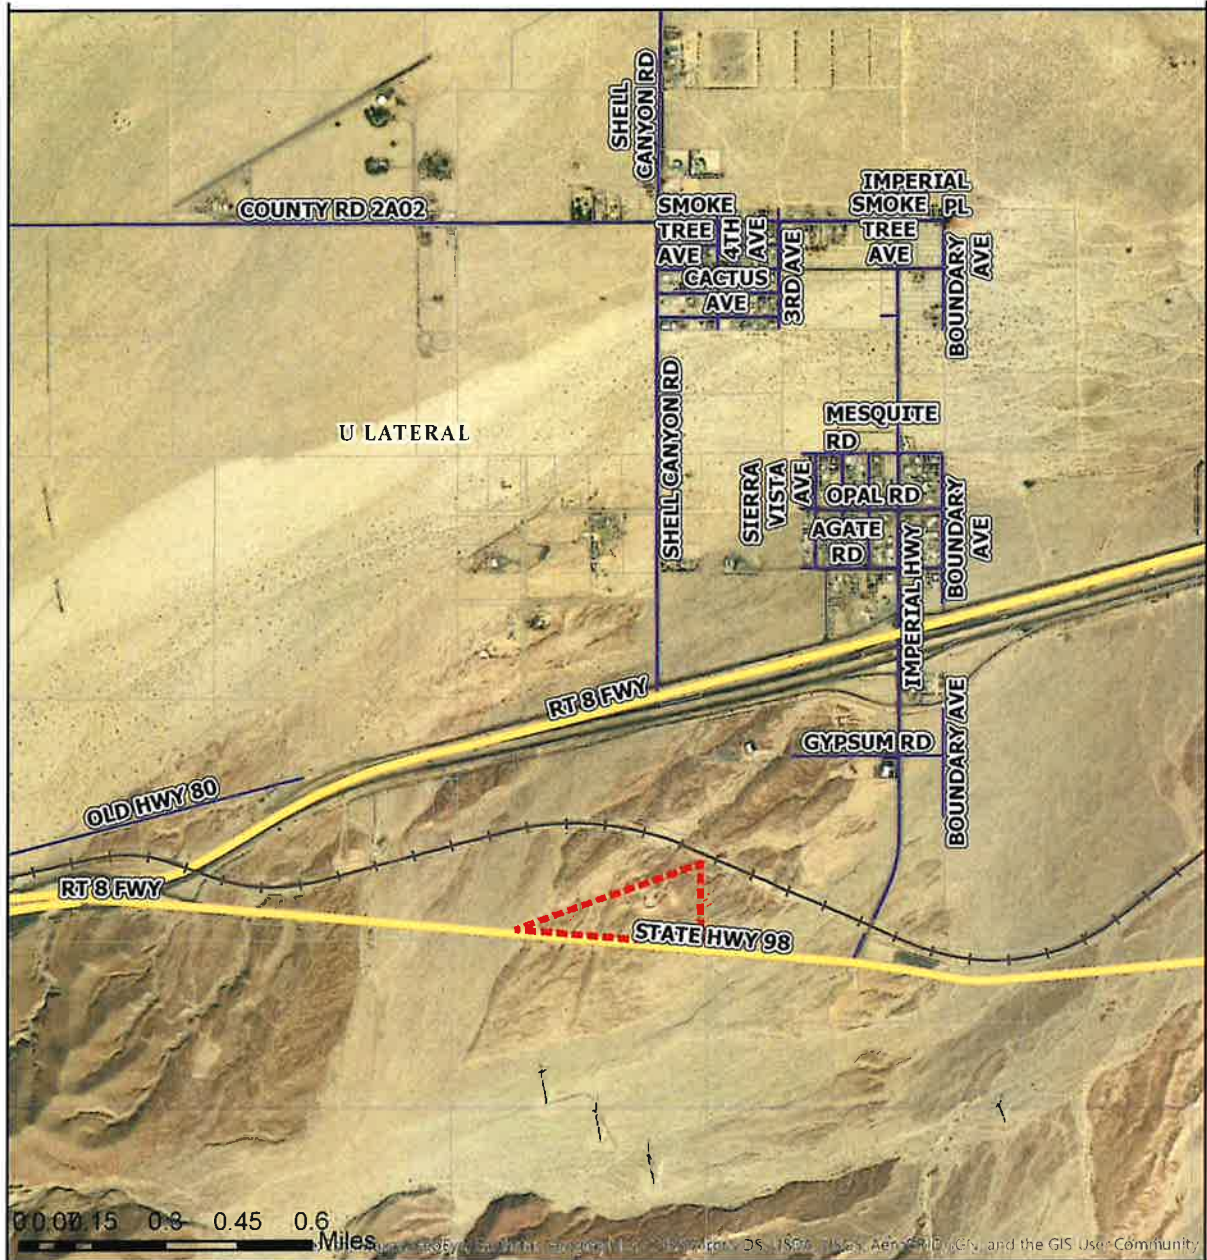 SHELL
CANYON RD
IMPERIAL
PL
COUNTY RD 2A02
SMOKE
TREE
AVE
4TH
AVE
SMOKE
TREE
AVE
3RD AVE
BOUNDARY
AVE
CACTUS
AVE
SHELL CANYON RD
MESQUITE
RD
U LATERAL
SIERRA
VISTA
AVE
OPAL RD
AGATE
RD
IMPERIAL HWY
BOUNDARY
AVE
RT 8 FWY
GYPSUM RD
BOUNDARY AVE
OLD HWY 80
RT 8 FWY
STATE HWY 98
0.15 0.3 0.45 0.6
Miles
and the GIS User Community